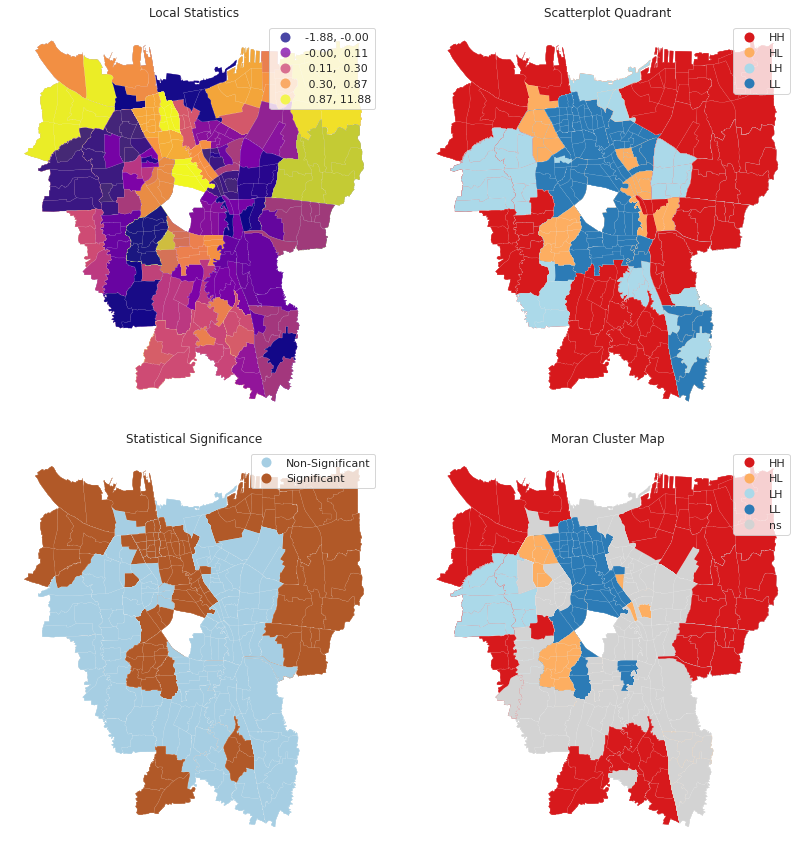 Local Statistics
-1.88, -0.00
-0.00, 0.11
0.11, 0.30
0.30, 0.87
0.87, 11.88
Scatterplot Quadrant
HH
HL
LH
LL
Statistical Significance
Non-Significant
Significant
Moran Cluster Map
HH
HL
LH
LL
ns